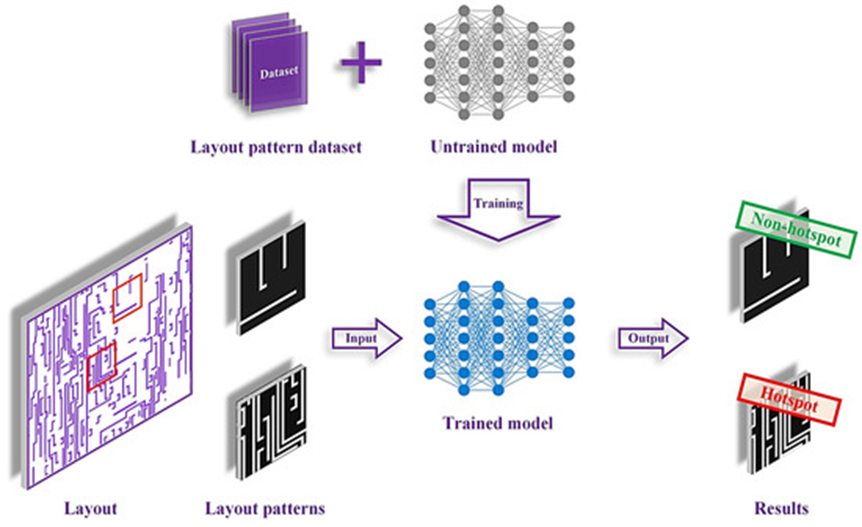 Dataset
Layout pattern dataset
Untrained model
Training
Non-hotspot
Input
Output
Hotspot
Trained model
Layout
Layout patterns
Results